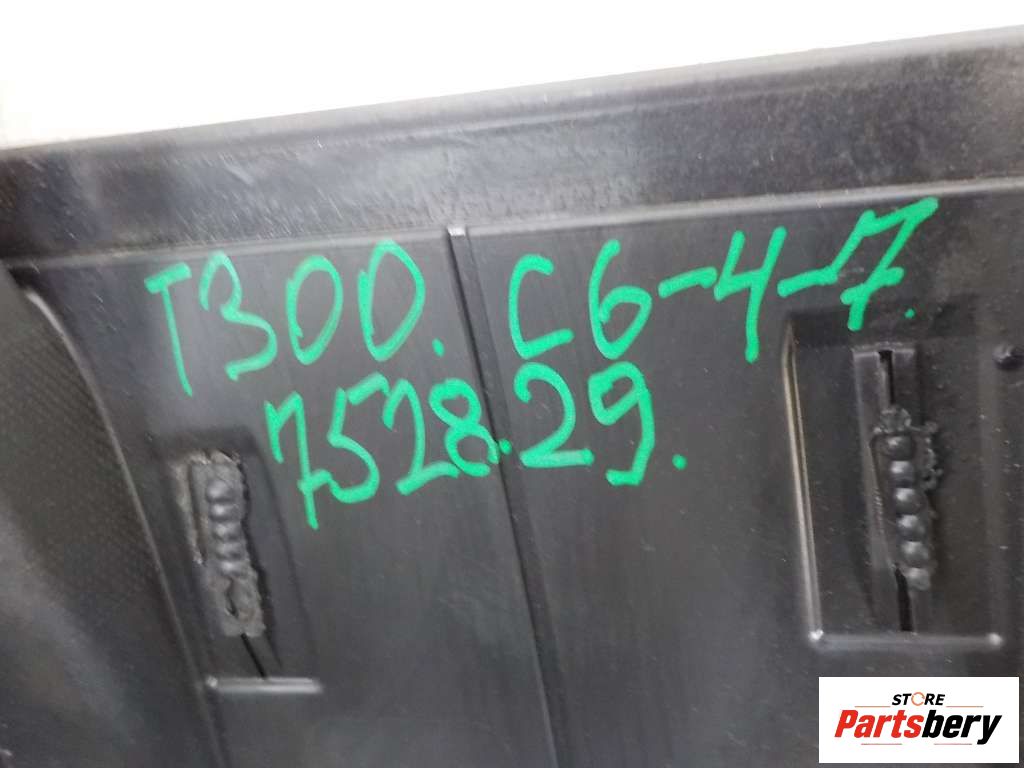 T300. C6-4-7.
7528.29.
STORE
Partsbery